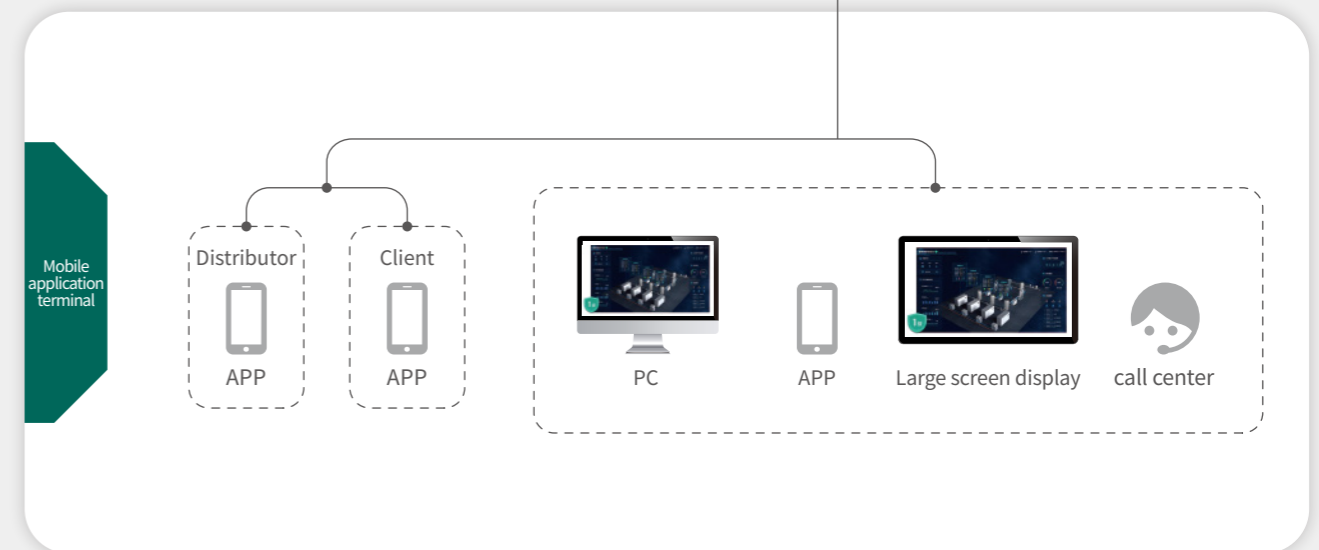 Mobile
application
terminal
Distributor
APP
Client
APP
PC
APP
Large screen display
call center